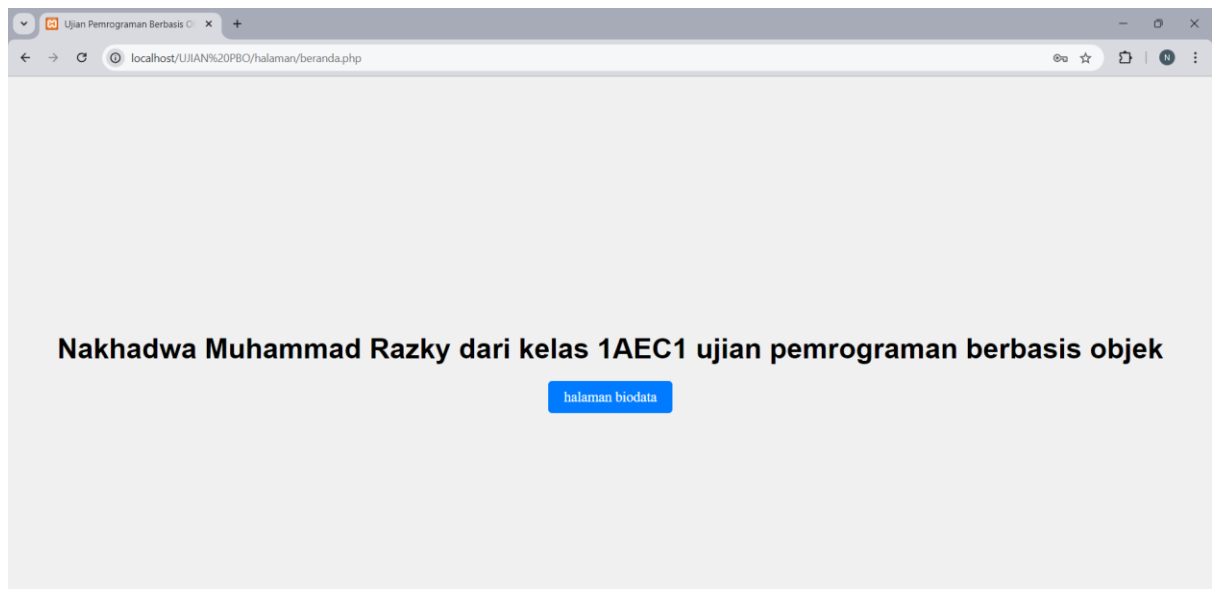 Ujian Pemrograman Berbasis O
localhost/UJIAN%20PBO/halaman/beranda.php
N
Nakhadwa Muhammad Razky dari kelas 1AEC1 ujian pemrograman berbasis objek
halaman biodata